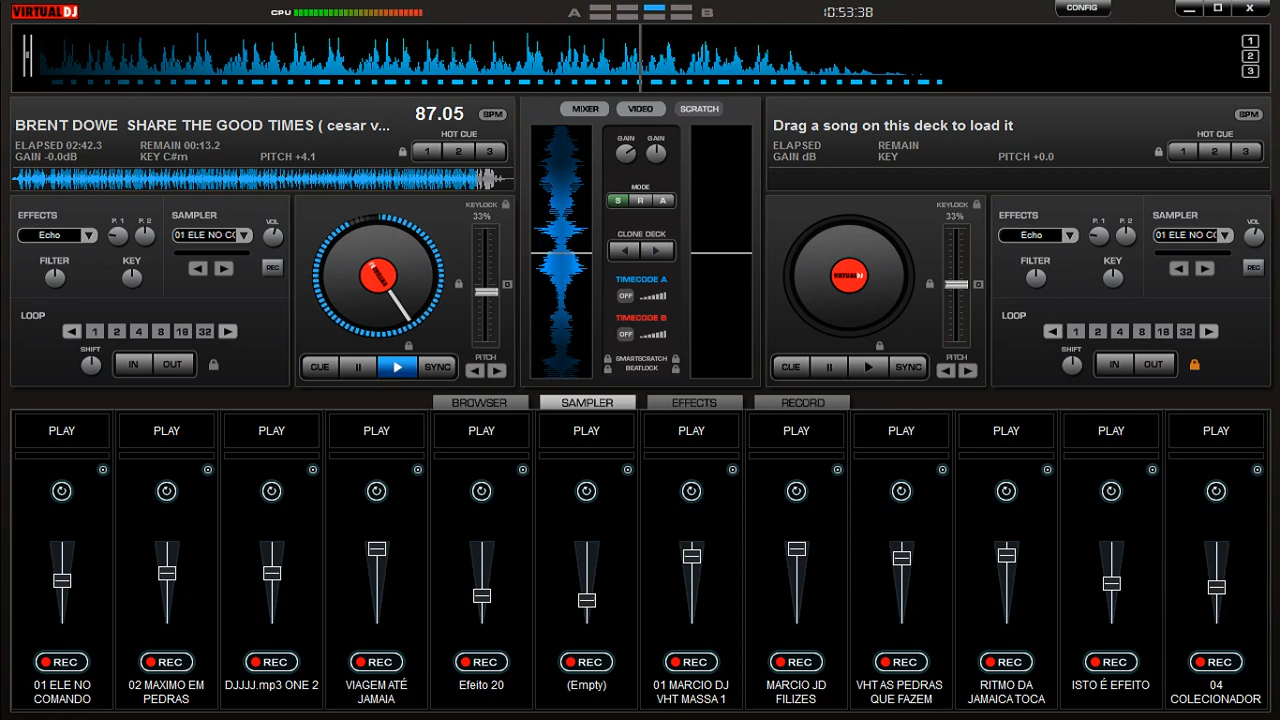 VIRTUAL DJ
CPU
A B
10:53:38
CONFIG
1
2
3
87.05 BPM
BRENT DOWE SHARE THE GOOD TIMES ( cesar v...
HOT CUE
ELAPSED 02:42.3 REMAIN 00:13.2
1 2 3
GAIN -0.0dB KEY C#m PITCH +4.1
MIXER VIDEO SCRATCH
BPM
Drag a song on this deck to load it
HOT CUE
ELAPSED REMAIN
1 2 3
GAIN dB KEY PITCH +0.0
EFFECTS P. 1 P. 2 SAMPLER VOL
Echo 01 ELE NO CO
FILTER KEY REC
LOOP
1 2 4 8 16 32
SHIFT IN OUT
KEYLOCK
33%
CUE SYNC
PITCH
GAIN GAIN
MODE
S R A
CLONE DECK
TIMECODE A
OFF
TIMECODE B
OFF
SMARTSCRATCH
BEATLOCK
VIRTUAL DJ
KEYLOCK
33%
CUE SYNC
PITCH
EFFECTS P. 1 P. 2 SAMPLER VOL
Echo 01 ELE NO CO
FILTER KEY REC
LOOP
1 2 4 8 16 32
SHIFT IN OUT
BROWSER SAMPLER EFFECTS RECORD
PLAY PLAY PLAY PLAY PLAY PLAY PLAY PLAY PLAY PLAY PLAY PLAY
REC REC REC REC REC REC REC REC REC REC REC REC
01 ELE NO
COMANDO
02 MAXIMO EM
PEDRAS
DJJJJ.mp3 ONE 2
VIAGEM ATÉ
JAMAIA
Efeito 20
(Empty)
01 MARCIO DJ
VHT MASSA 1
MARCIO JD
FILIZES
VHT AS PEDRAS
QUE FAZEM
RITMO DA
JAMAICA TOCA
ISTO É EFEITO
04
COLECIONADOR